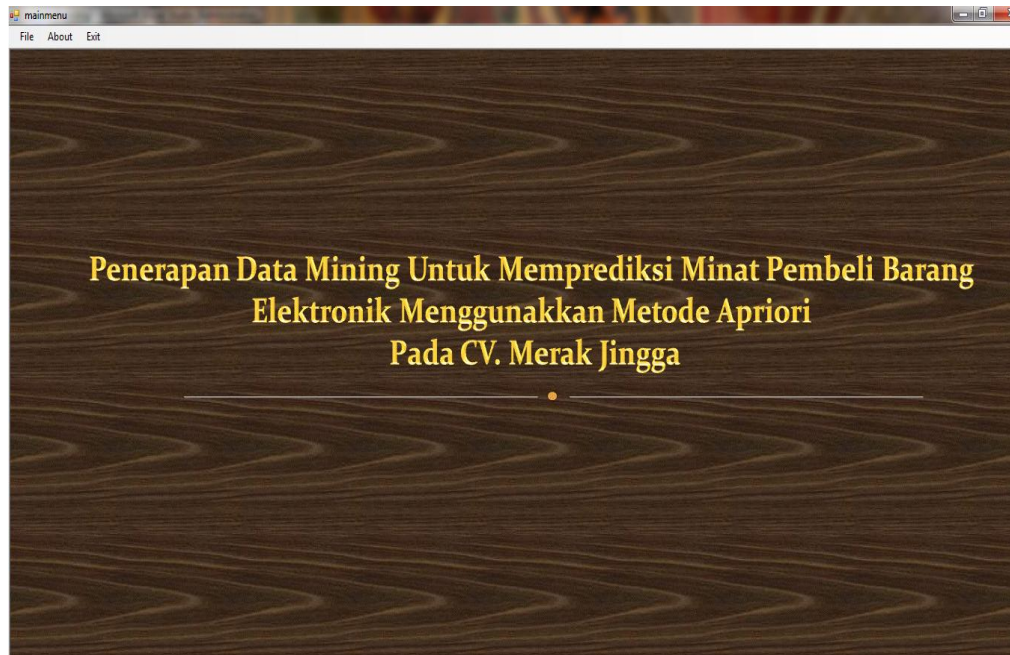 mainmenu
File About Exit
Penerapan Data Mining Untuk Memprediksi Minat Pembeli Barang
Elektronik Menggunakkan Metode Apriori
Pada CV. Merak Jingga